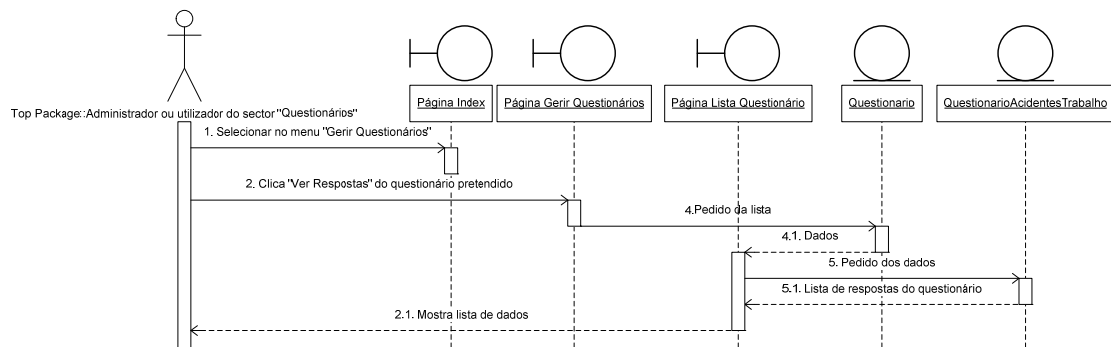 Página Index
Página Gerir Questionários
Página Lista Questionário
Questionario
QuestionarioAcidentesTrabalho
Top Package::Administrador ou utilizador do sector "Questionários"
1. Selecionar no menu "Gerir Questionários"
2. Clica "Ver Respostas" do questionário pretendido
4.Pedido da lista
4.1. Dados
5. Pedido dos dados
5.1. Lista de respostas do questionário
2.1. Mostra lista de dados